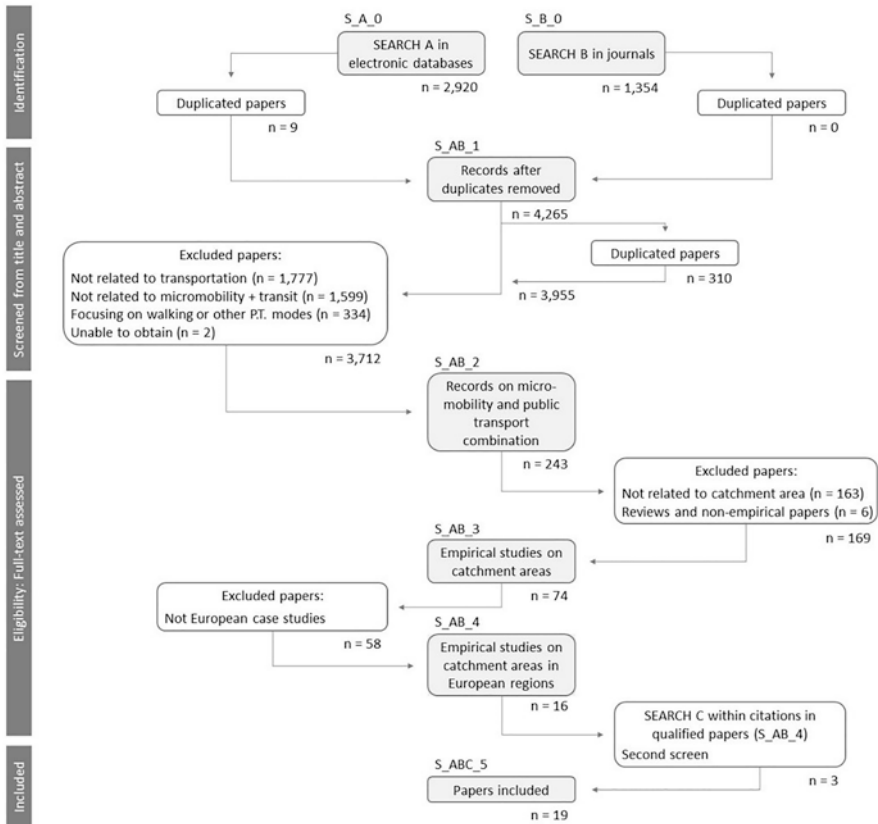 Identification
S_A_0
SEARCH A in
electronic databases
n = 2,920
S_B_0
SEARCH B in journals
n = 1,354
Duplicated papers
n = 9
Duplicated papers
n = 0
Screened from title and abstract
S_AB_1
Records after
duplicates removed
n = 4,265
Duplicated papers
n = 310
n = 3,955
Excluded papers:
Not related to transportation (n = 1,777)
Not related to micromobility + transit (n = 1,599)
Focusing on walking or other P.T. modes (n = 334)
Unable to obtain (n = 2)
n = 3,712
Eligibility: Full-text assessed
S_AB_2
Records on micro-
mobility and public
transport
combination
n = 243
Excluded papers:
Not related to catchment area (n = 163)
Reviews and non-empirical papers (n = 6)
n = 169
S_AB_3
Empirical studies on
catchment areas
n = 74
Excluded papers:
Not European case studies
n = 58
S_AB_4
Empirical studies on
catchment areas in
European regions
n = 16
SEARCH C within citations in
qualified papers (S_AB_4)
Second screen
n = 3
Included
S_ABC_5
Papers included
n = 19